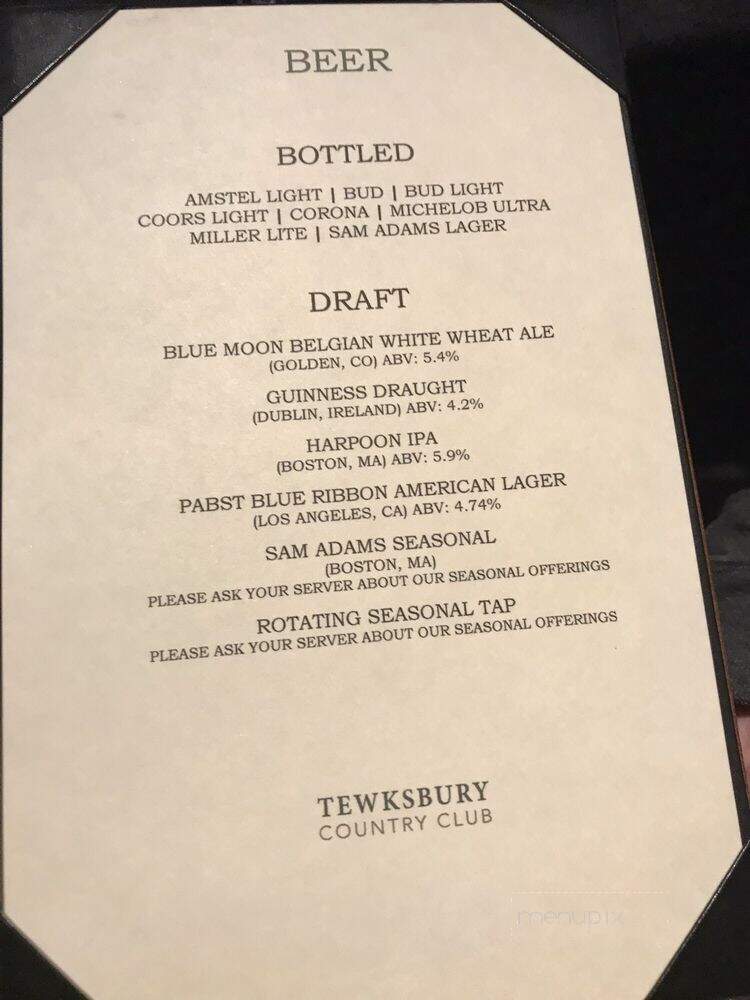 BEER
BOTTLED
AMSTEL LIGHT | BUD | BUD LIGHT
COORS LIGHT | CORONA | MICHELOB ULTRA
MILLER LITE | SAM ADAMS LAGER
DRAFT
BLUE MOON BELGIAN WHITE WHEAT ALE
(GOLDEN, CO) ABV: 5.4%
GUINNESS DRAUGHT
(DUBLIN, IRELAND) ABV: 4.2%
HARPOON IPA
(BOSTON, MA) ABV: 5.9%
PABST BLUE RIBBON AMERICAN LAGER
(LOS ANGELES, CA) ABV: 4.74%
SAM ADAMS SEASONAL
(BOSTON, MA)
PLEASE ASK YOUR SERVER ABOUT OUR SEASONAL OFFERINGS
ROTATING SEASONAL TAP
PLEASE ASK YOUR SERVER ABOUT OUR SEASONAL OFFERINGS
TEWKSBURY
COUNTRY CLUB
menupix